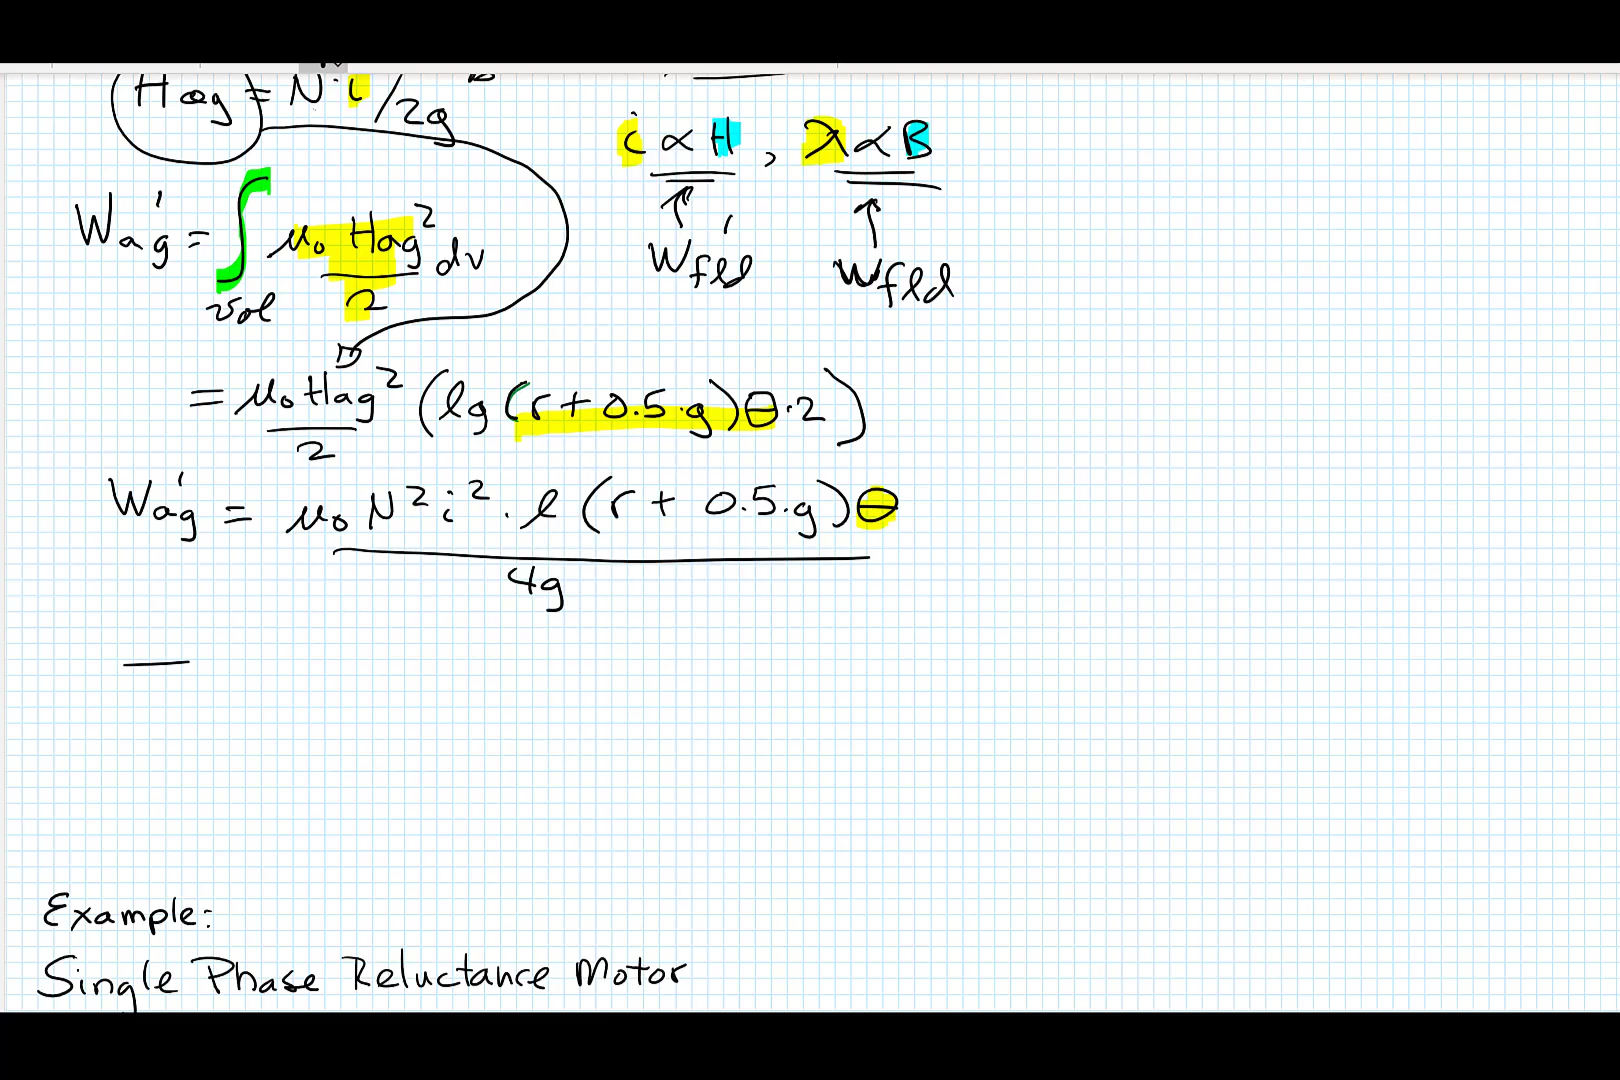 Hag = N·i/2g
i ∝ H, λ ∝ B
W'fld Wfld
W'ag = ∫vol μ₀ Hag²/2 dv
= μ₀ Hag²/2 (lg (r + 0.5·g)θ·2)
W'ag = μ₀ N² i² · l (r + 0.5·g)θ
4g
Example:
Single Phase Reluctance Motor